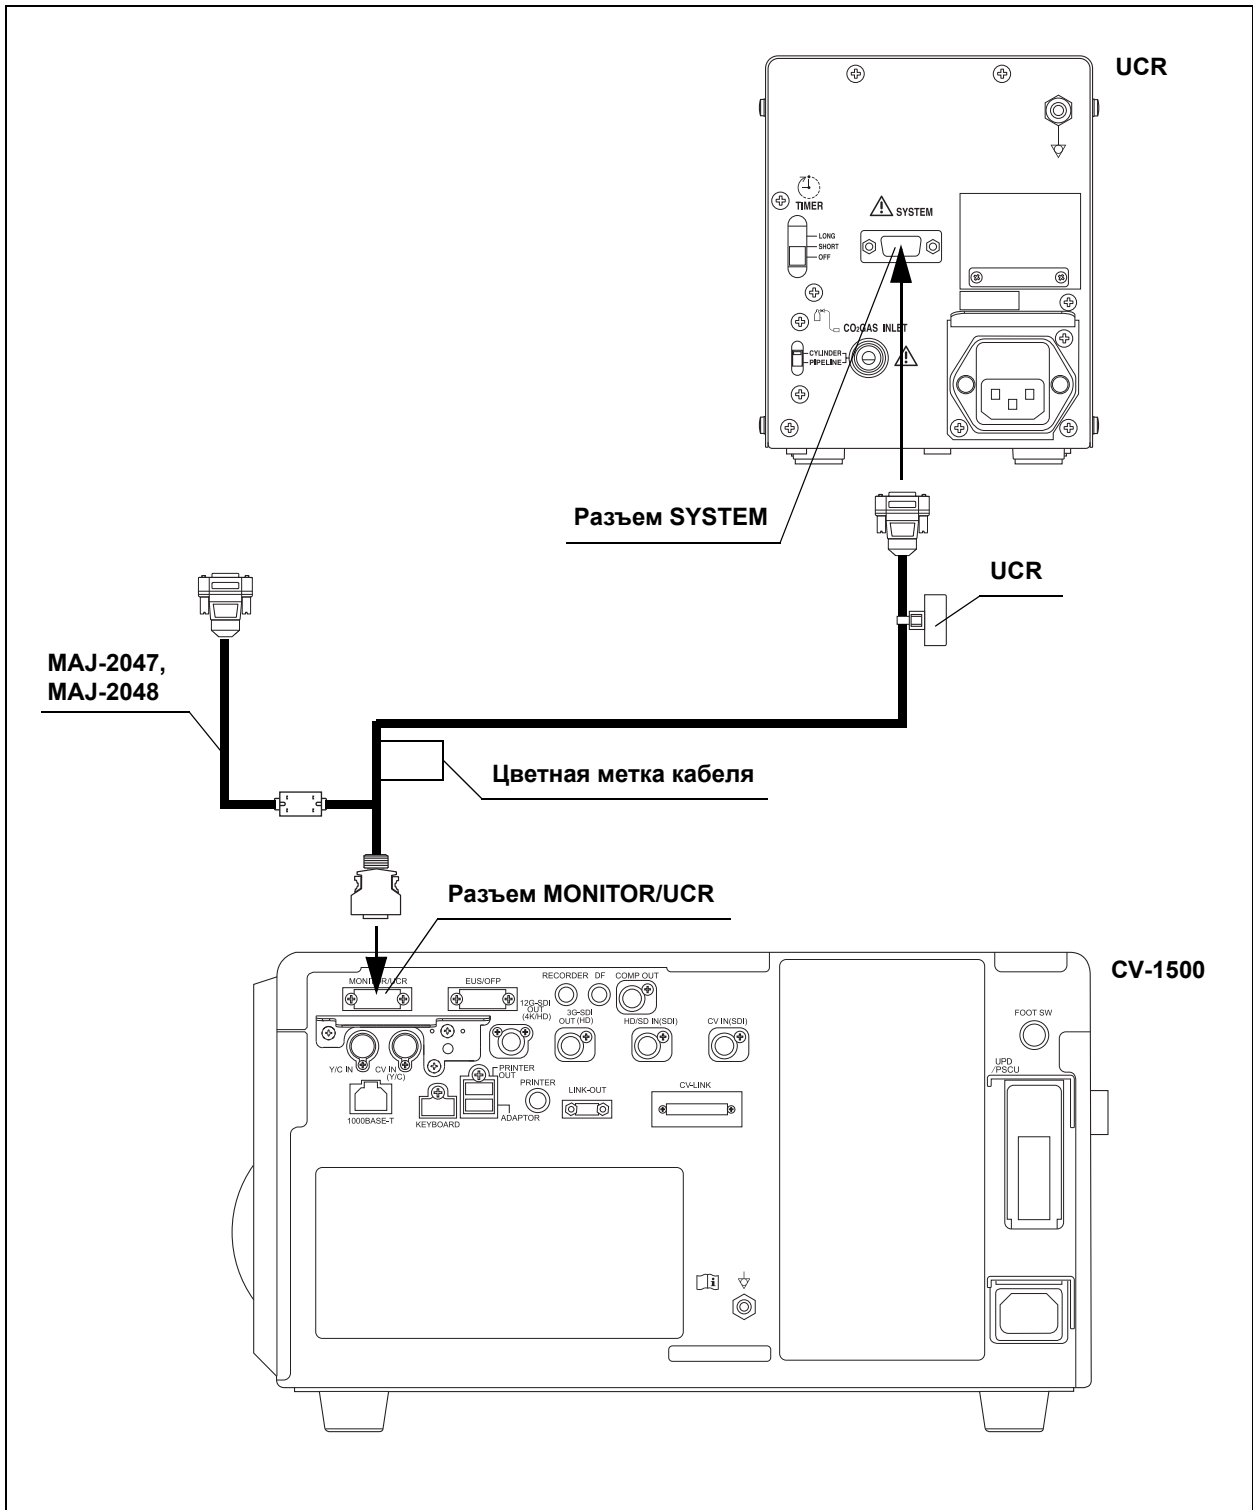 UCR
TIMER
LONG
SHORT
OFF
SYSTEM
CO₂GAS INLET
CYLINDER
PIPELINE
Разъем SYSTEM
UCR
MAJ-2047,
MAJ-2048
Цветная метка кабеля
Разъем MONITOR/UCR
CV-1500
MONITOR/UCR
EUS/OFP
RECORDER
DF
COMP OUT
12G-SDI
OUT
(4K/HD)
3G-SDI
OUT (HD)
HD/SD IN(SDI)
CV IN(SDI)
FOOT SW
Y/C IN
CV IN
(Y/C)
PRINTER
OUT
PRINTER
LINK-OUT
CV-LINK
UPD
/PSCU
1000BASE-T
KEYBOARD
ADAPTOR
i